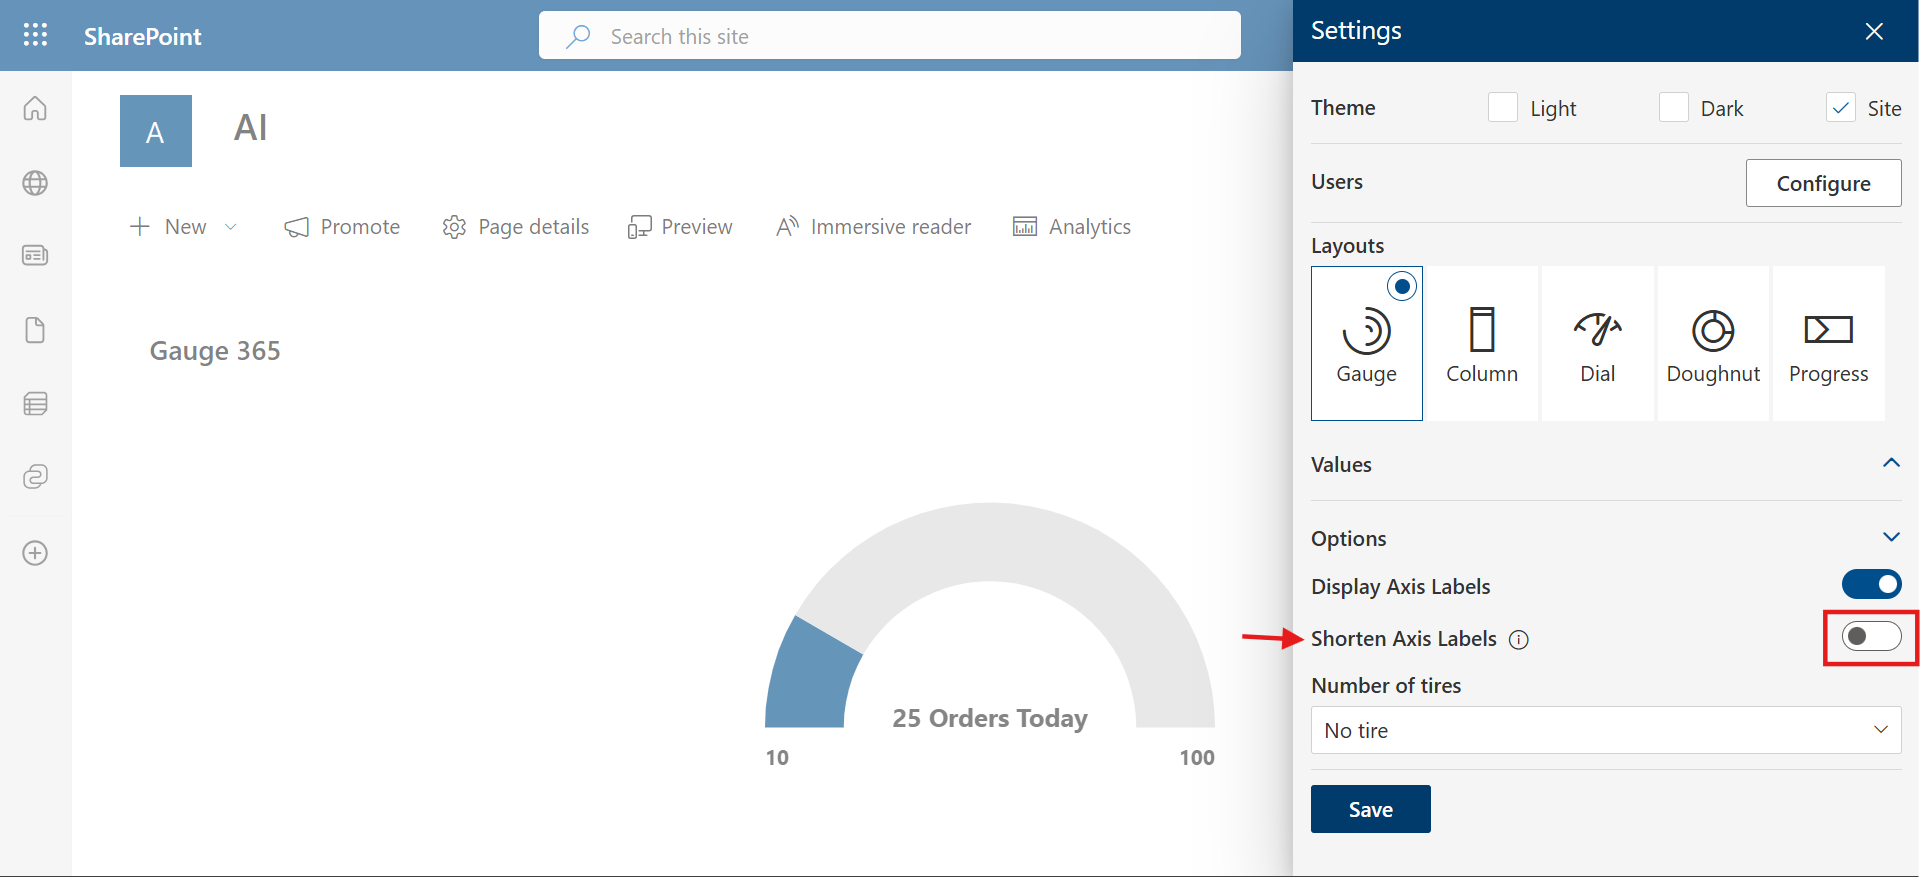 SharePoint
Search this site
Settings
A
AI
New
Promote
Page details
Preview
Immersive reader
Analytics
Gauge 365
25 Orders Today
10
100
Theme
Light
Dark
Site
Users
Configure
Layouts
Gauge
Column
Dial
Doughnut
Progress
Values
Options
Display Axis Labels
Shorten Axis Labels
Number of tires
No tire
Save